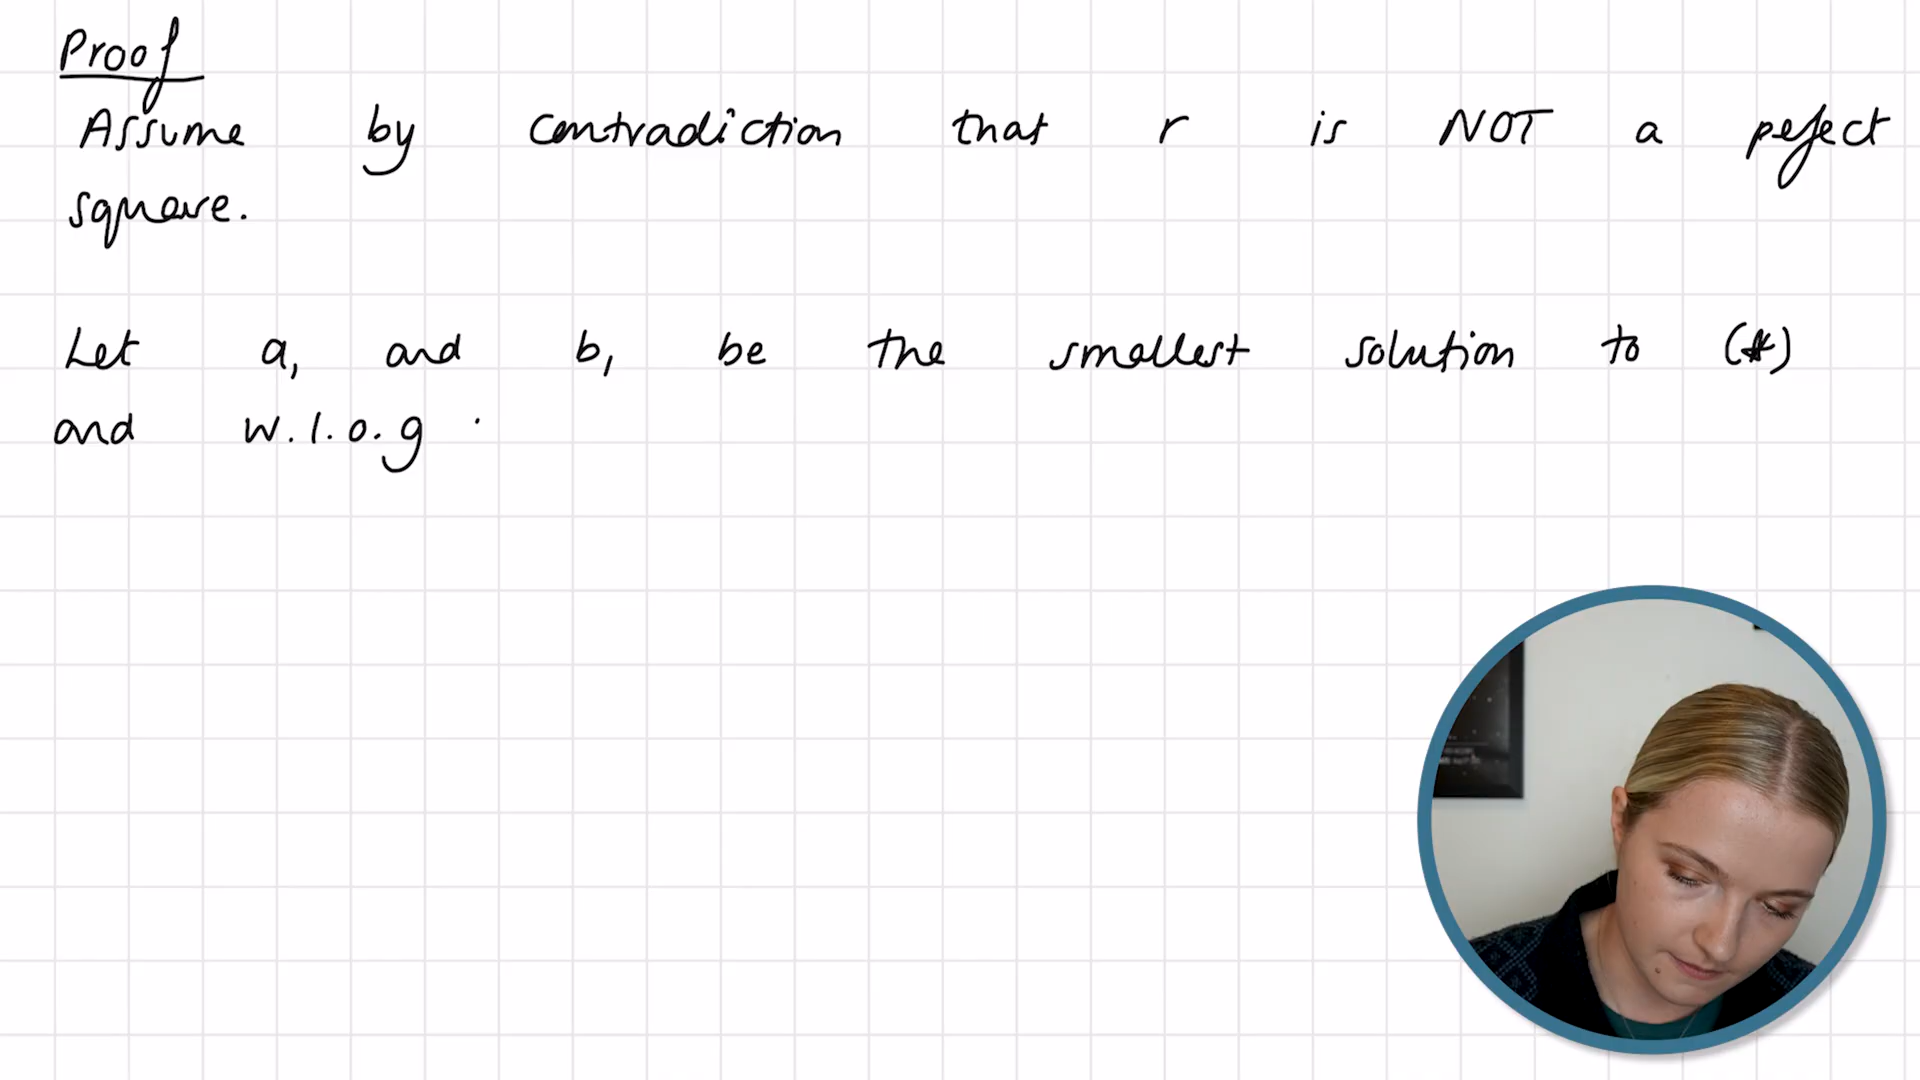 Proof
Assume by contradiction that r is NOT a pefect
square.
Let a, and b, be the smallest solution to (*)
and w.l.o.g